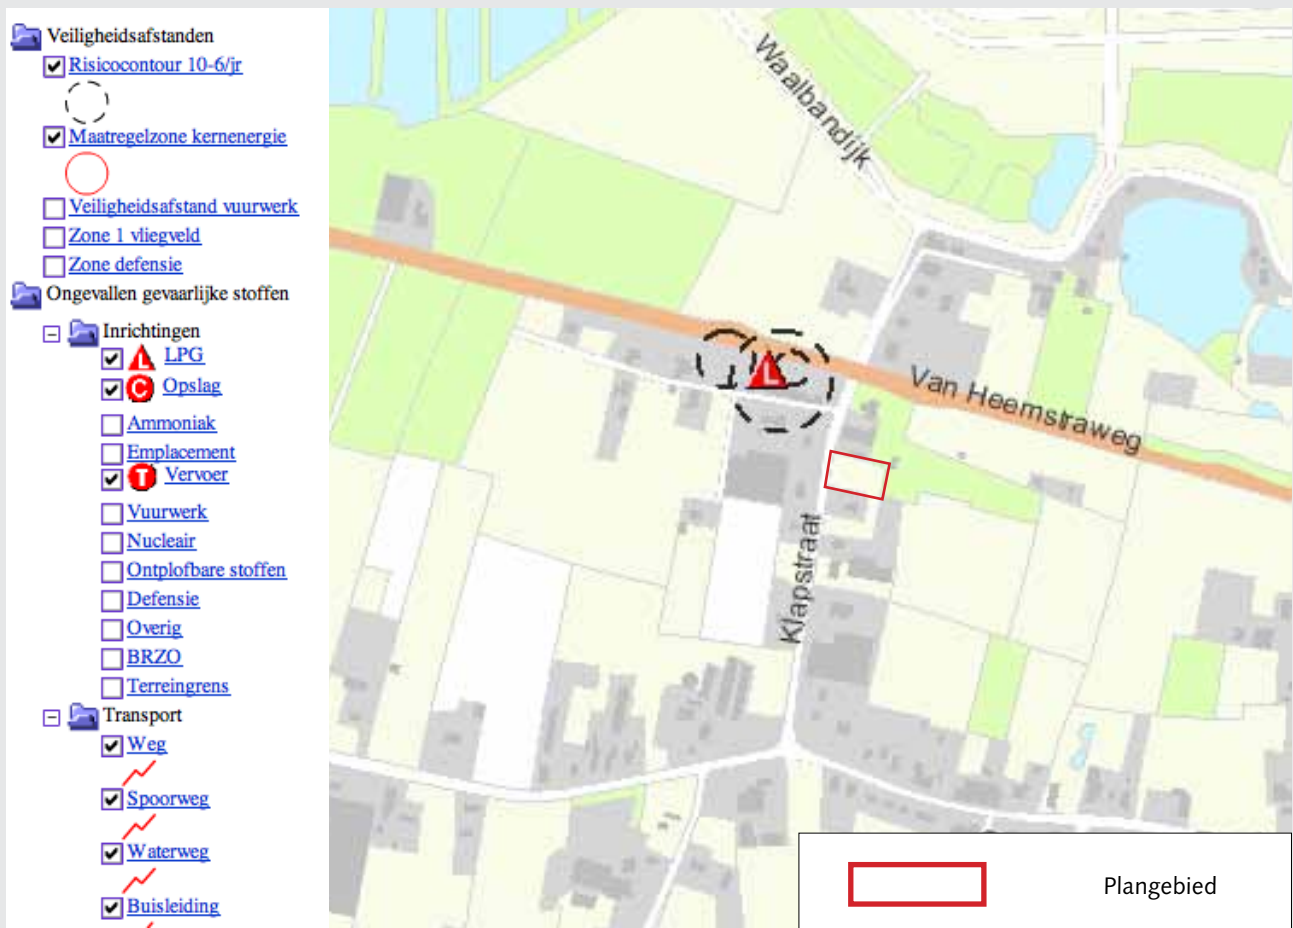 Veiligheidsafstanden
Risicocontour 10-6/jr
Maatregelzone kernenergie
Veiligheidsafstand vuurwerk
Zone 1 vliegveld
Zone defensie
Ongevallen gevaarlijke stoffen
Inrichtingen
L LPG
C Opslag
Ammoniak
Emplacement
T Vervoer
Vuurwerk
Nucleair
Ontplofbare stoffen
Defensie
Overig
BRZO
Terreingrens
Transport
Weg
Spoorweg
Waterweg
Buisleiding
Waalbandijk
L
Van Heemstraweg
Klapstraat
Plangebied